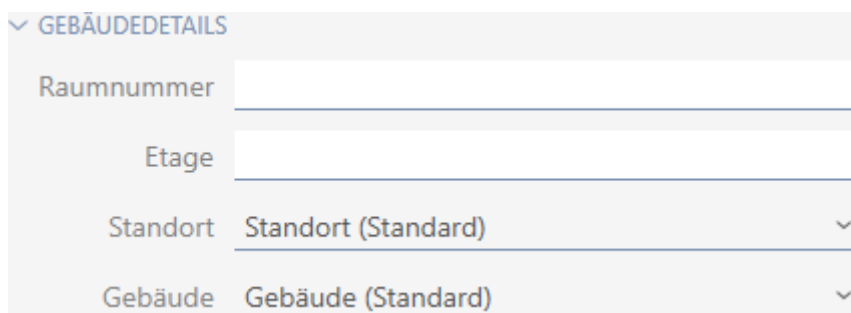 GEBÄUDEDETAILS
Raumnummer
Etage
Standort Standort (Standard)
Gebäude Gebäude (Standard)